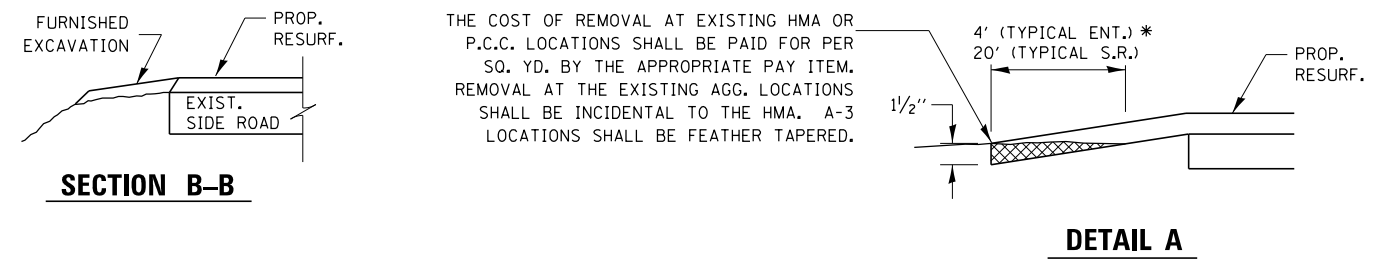 FURNISHED
EXCAVATION
PROP.
RESURF.
EXIST.
SIDE ROAD
SECTION B–B
THE COST OF REMOVAL AT EXISTING HMA OR
P.C.C. LOCATIONS SHALL BE PAID FOR PER
SQ. YD. BY THE APPROPRIATE PAY ITEM.
REMOVAL AT THE EXISTING AGG. LOCATIONS
SHALL BE INCIDENTAL TO THE HMA. A-3
LOCATIONS SHALL BE FEATHER TAPERED.
4' (TYPICAL ENT.) *
20' (TYPICAL S.R.)
1 1/2"
PROP.
RESURF.
DETAIL A